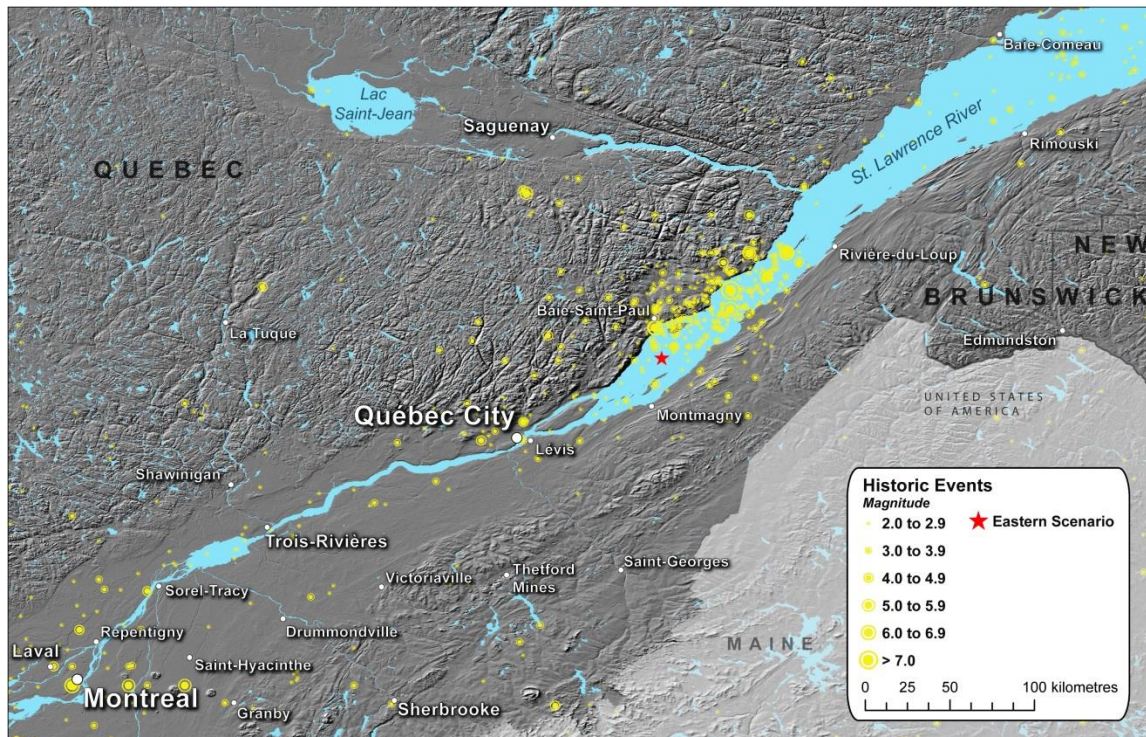 Baie-Comeau
Lac
Saint-Jean
Saguenay
St. Lawrence River
Rimouski
QUEBEC
Rivière-du-Loup
NEW
BRUNSWICK
Baie-Saint-Paul
La Tuque
Edmundston
UNITED STATES
OF AMERICA
Québec City
Montmagny
Lévis
Shawinigan
Trois-Rivières
Saint-Georges
Thetford
Mines
Victoriaville
Sorel-Tracy
Drummondville
Répentigny
MAINE
Laval
Saint-Hyacinthe
Montreal
Granby
Sherbrooke
Historic Events
Magnitude
2.0 to 2.9
Eastern Scenario
3.0 to 3.9
4.0 to 4.9
5.0 to 5.9
6.0 to 6.9
> 7.0
0 25 50 100 kilometres